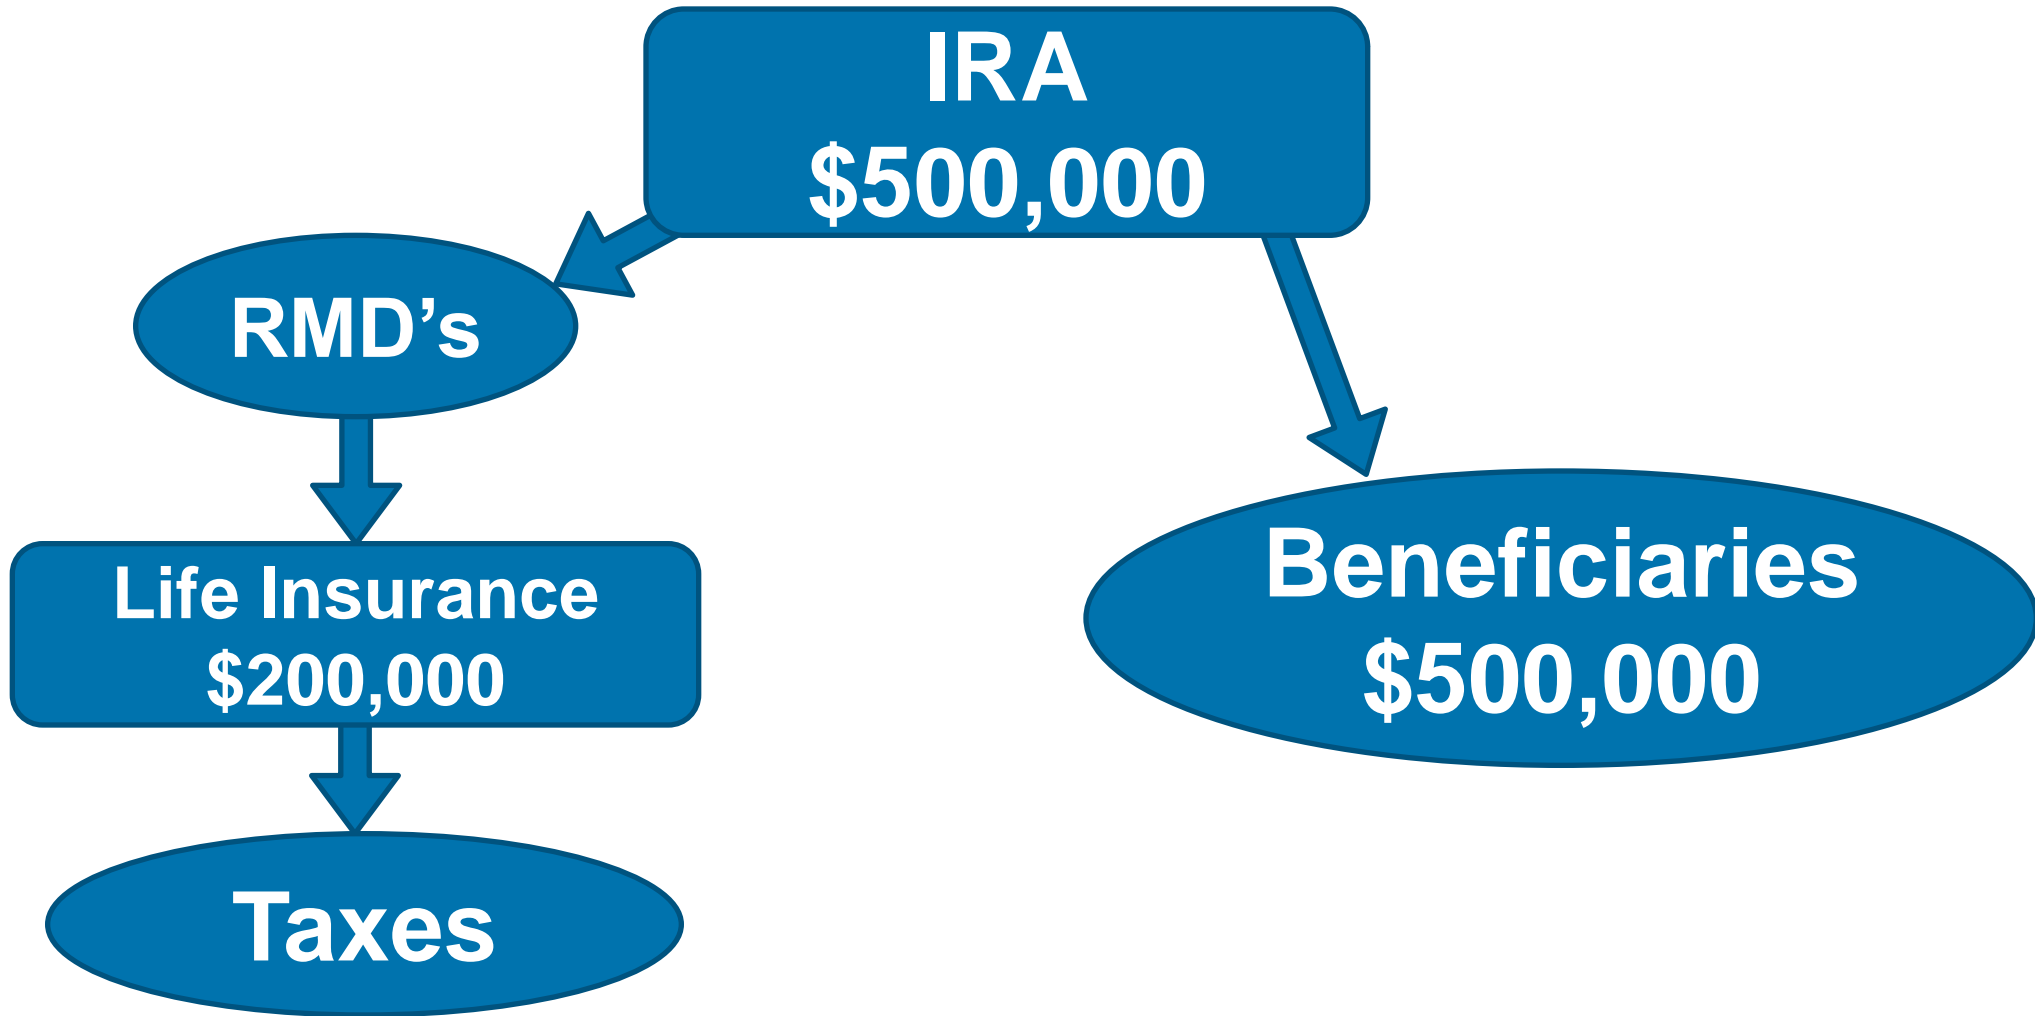 IRA
$500,000
RMD’s
Life Insurance
$200,000
Beneficiaries
$500,000
Taxes